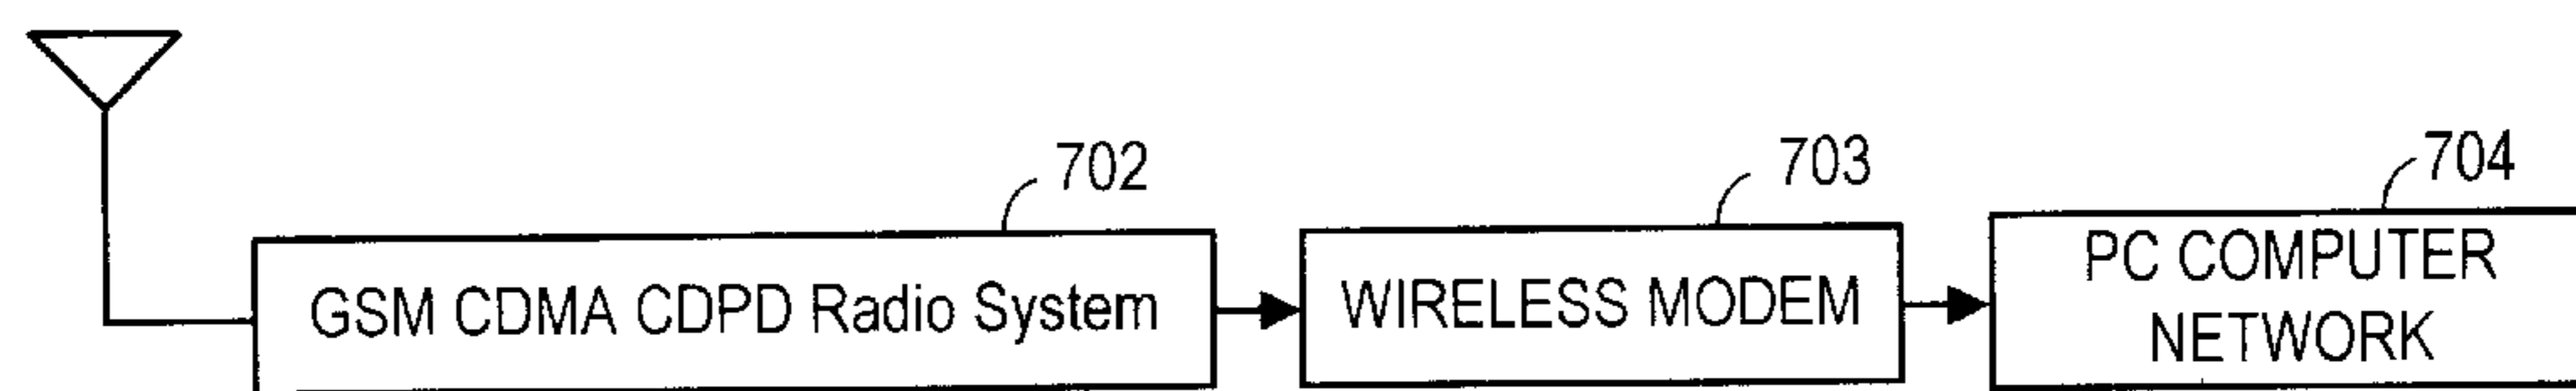 702
703
704
GSM CDMA CDPD Radio System
WIRELESS MODEM
PC COMPUTER
NETWORK